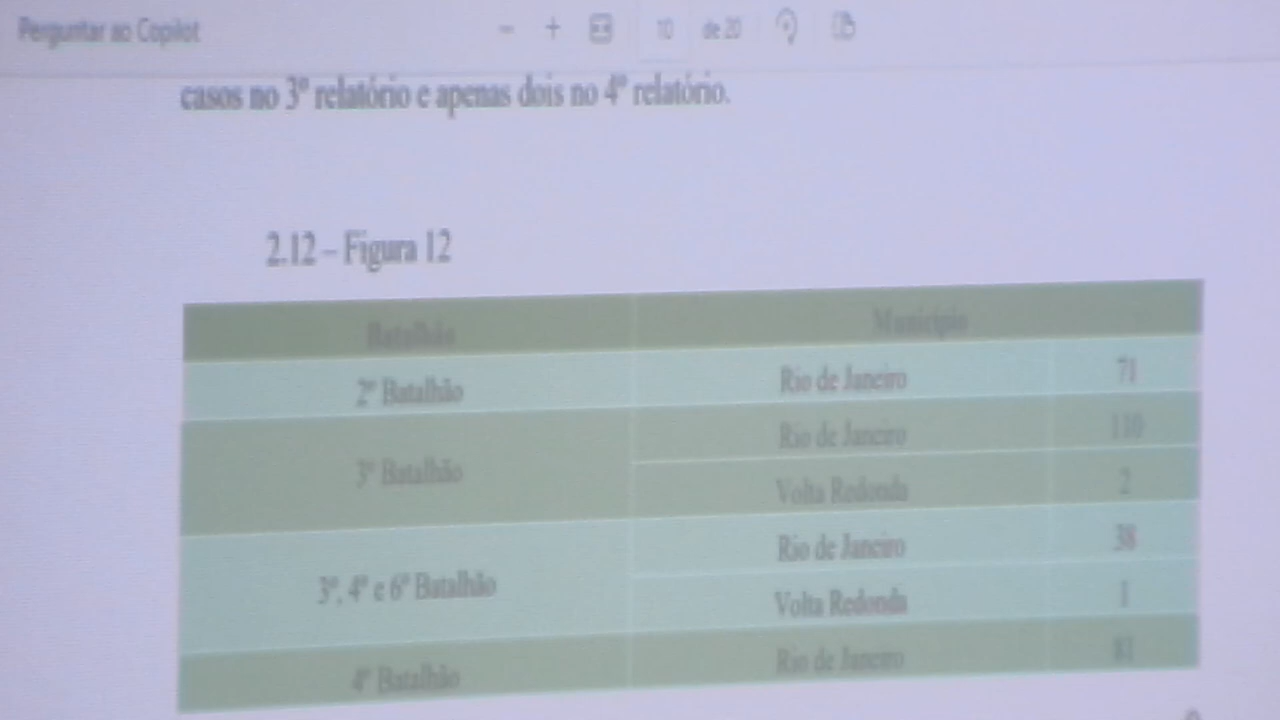 Perguntar ao Copilot
10 de 20
casos no 3º relatório e apenas dois no 4º relatório.
2.12 – Figura 12
Batalhão Município
2º Batalhão Rio de Janeiro 71
3º Batalhão Rio de Janeiro 110
Volta Redonda 2
3º, 4º e 6º Batalhão Rio de Janeiro 38
Volta Redonda 1
4º Batalhão Rio de Janeiro 81